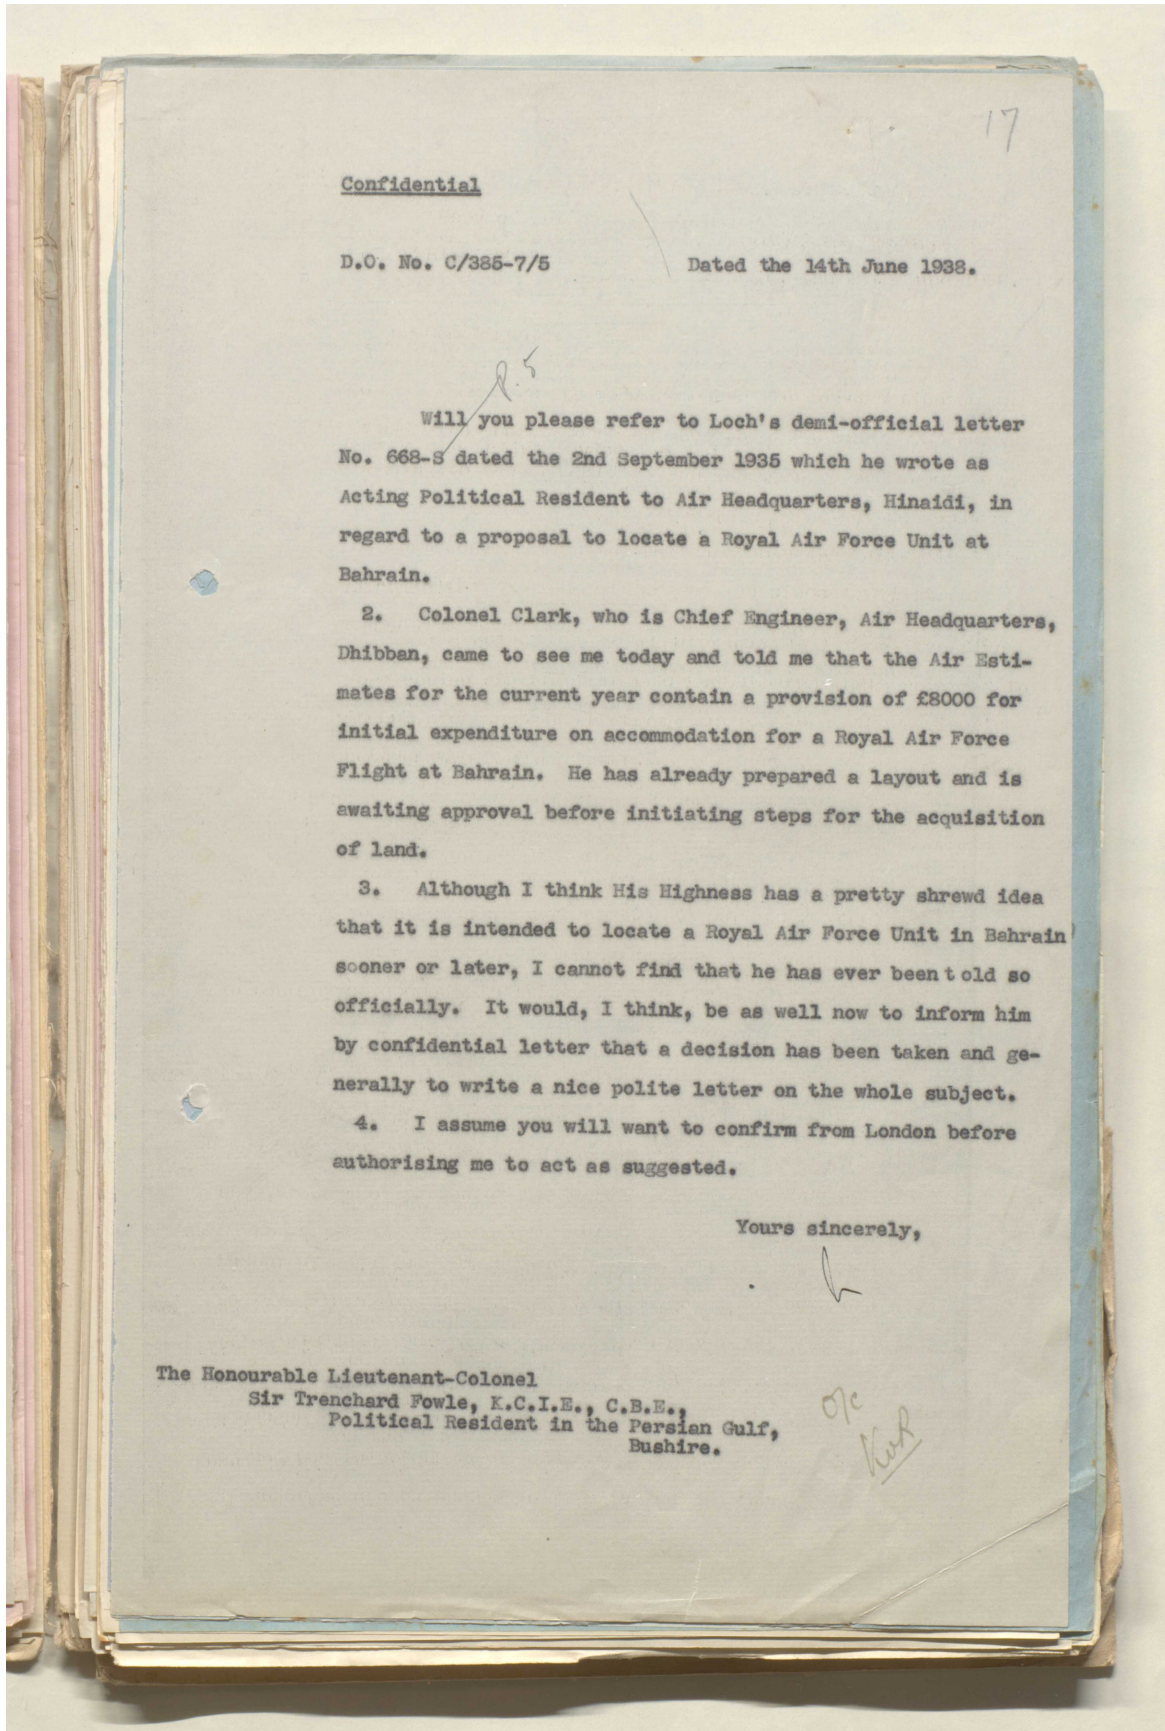 17
Confidential
D.O. No. C/385-7/5 Dated the 14th June 1938.
p. 5
Will you please refer to Loch's demi-official letter
No. 668-S dated the 2nd September 1935 which he wrote as
Acting Political Resident to Air Headquarters, Hinaidi, in
regard to a proposal to locate a Royal Air Force Unit at
Bahrain.
2. Colonel Clark, who is Chief Engineer, Air Headquarters,
Dhibban, came to see me today and told me that the Air Esti-
mates for the current year contain a provision of £8000 for
initial expenditure on accommodation for a Royal Air Force
Flight at Bahrain. He has already prepared a layout and is
awaiting approval before initiating steps for the acquisition
of land.
3. Although I think His Highness has a pretty shrewd idea
that it is intended to locate a Royal Air Force Unit in Bahrain
sooner or later, I cannot find that he has ever been t old so
officially. It would, I think, be as well now to inform him
by confidential letter that a decision has been taken and ge-
nerally to write a nice polite letter on the whole subject.
4. I assume you will want to confirm from London before
authorising me to act as suggested.
Yours sincerely,
The Honourable Lieutenant-Colonel
Sir Trenchard Fowle, K.C.I.E., C.B.E.,
Political Resident in the Persian Gulf,
Bushire.
o/c